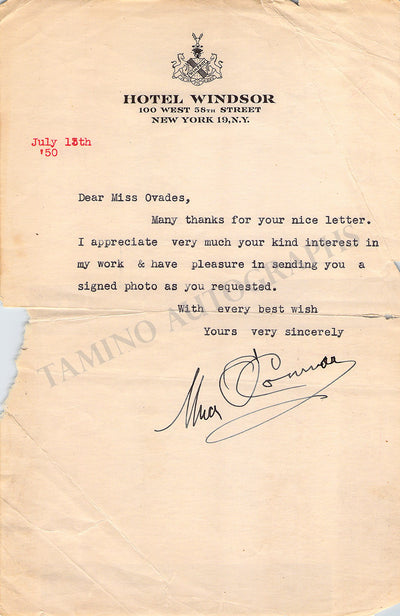 HOTEL WINDSOR
100 WEST 58TH STREET
NEW YORK 19, N.Y.
July 13th
'50
Dear Miss Ovades,
Many thanks for your nice letter.
I appreciate very much your kind interest in
my work & have pleasure in sending you a
signed photo as you requested.
With every best wish
Yours very sincerely
TAMINO AUTOGRAPHS